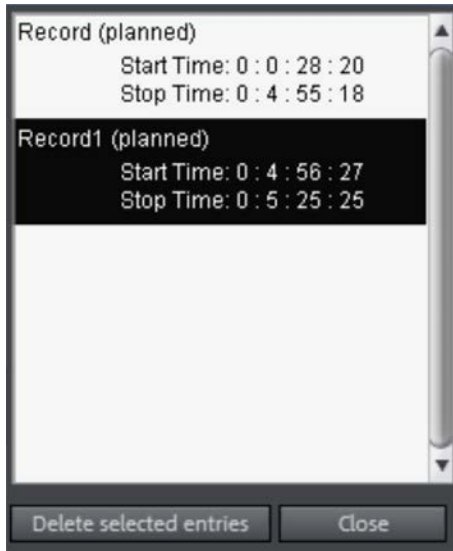 Record (planned)
Start Time: 0 : 0 : 28 : 20
Stop Time: 0 : 4 : 55 : 18
Record1 (planned)
Start Time: 0 : 4 : 56 : 27
Stop Time: 0 : 5 : 25 : 25
Delete selected entries
Close